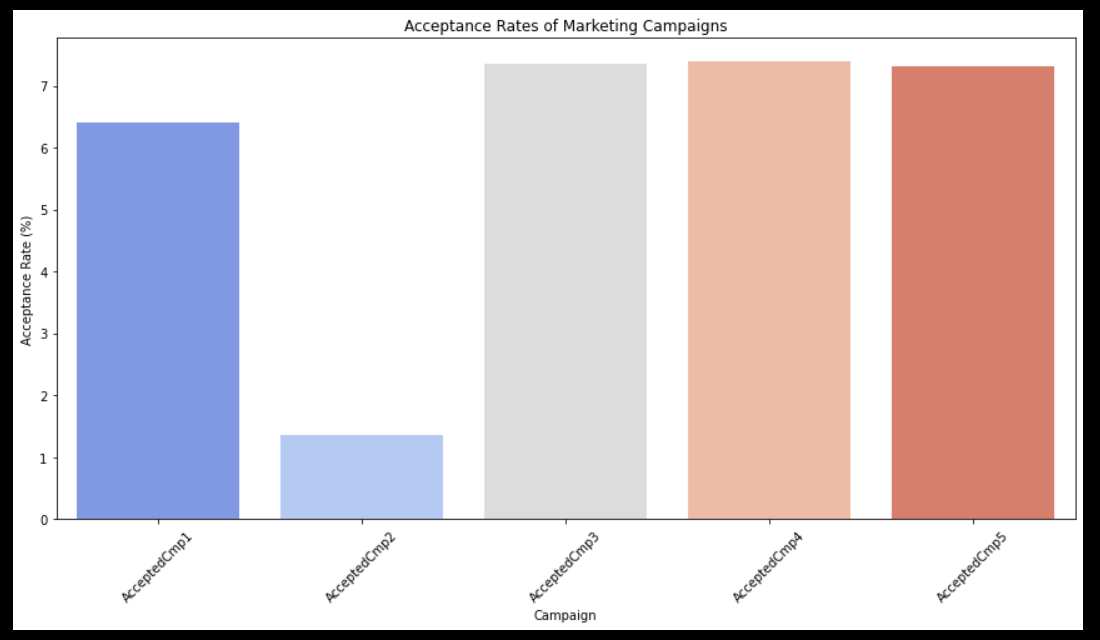 Acceptance Rates of Marketing Campaigns
Acceptance Rate (%)
7
6
5
4
3
2
1
0
AcceptedCmp1
AcceptedCmp2
AcceptedCmp3
AcceptedCmp4
AcceptedCmp5
Campaign